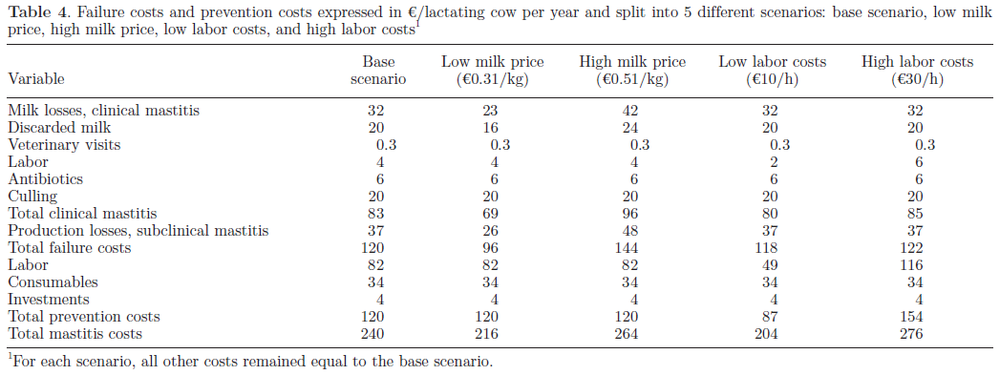 Table 4. Failure costs and prevention costs expressed in €/lactating cow per year and split into 5 different scenarios: base scenario, low milk
price, high milk price, low labor costs, and high labor costs1
Base Low milk price High milk price Low labor costs High labor costs
Variable scenario (€0.31/kg) (€0.51/kg) (€10/h) (€30/h)
Milk losses, clinical mastitis 32 23 42 32 32
Discarded milk 20 16 24 20 20
Veterinary visits 0.3 0.3 0.3 0.3 0.3
Labor 4 4 4 2 6
Antibiotics 6 6 6 6 6
Culling 20 20 20 20 20
Total clinical mastitis 83 69 96 80 85
Production losses, subclinical mastitis 37 26 48 37 37
Total failure costs 120 96 144 118 122
Labor 82 82 82 49 116
Consumables 34 34 34 34 34
Investments 4 4 4 4 4
Total prevention costs 120 120 120 87 154
Total mastitis costs 240 216 264 204 276
1For each scenario, all other costs remained equal to the base scenario.